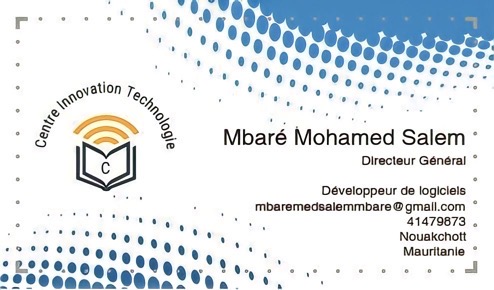 Centre Innovation Technologie
C
Mbaré Mohamed Salem
Directeur Général
Développeur de logiciels
mbaremedsalemmbare@gmail.com
41479873
Nouakchott
Mauritanie